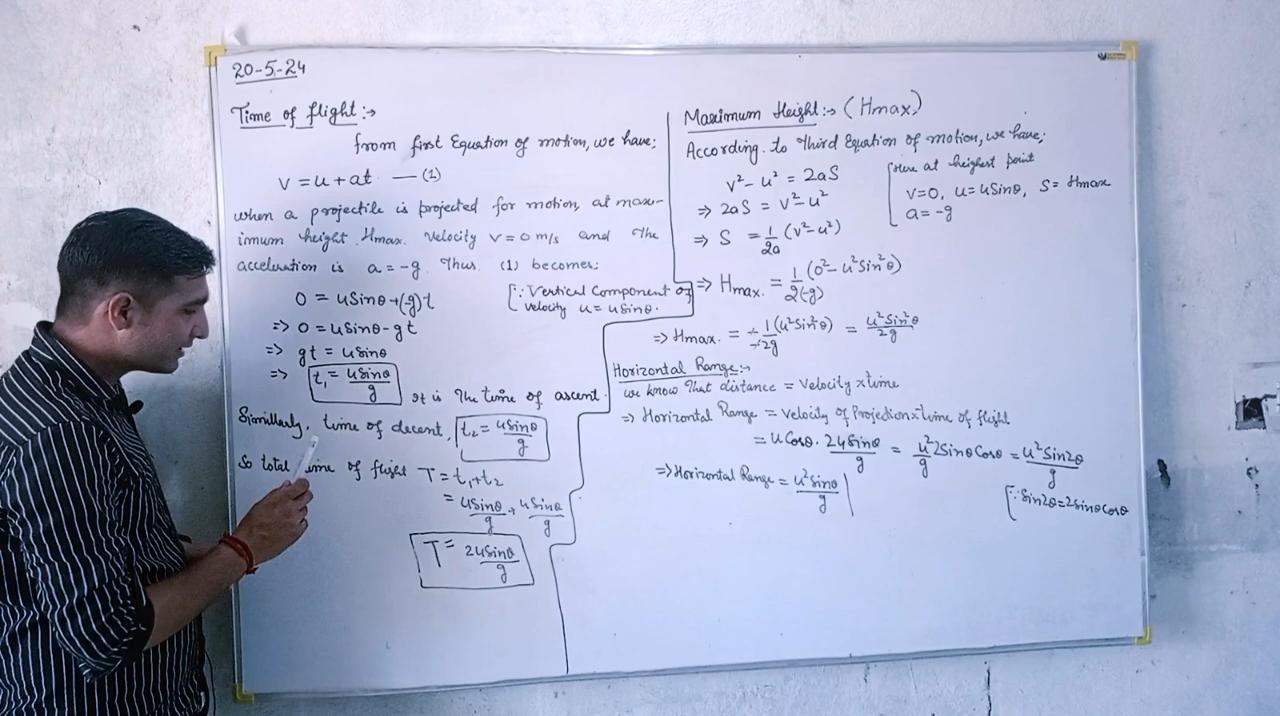 20-5-24
Time of flight:→
from first Equation of motion, we have;
v = u + at — (1)
when a projectile is projected for motion, at max-
imum height Hmax. velocity v = 0 m/s and the
acceleration is a = -g. Thus (1) becomes;
0 = uSinθ+(-g)t
[∵ Vertical Component of
velocity u = uSinθ.
=> 0 = uSinθ - gt
=> gt = uSinθ
=> t₁ = uSinθ/g It is the time of ascent.
Similarly, time of decent, t₂ = uSinθ/g
So total time of flight T = t₁+t₂
= uSinθ/g + uSinθ/g
T = 2uSinθ/g
Maximum Height:→ (Hmax.)
According to third Equation of motion, we have;
v² - u² = 2aS
=> 2aS = v² - u²
=> S = 1/2a (v² - u²)
[Here at heighest point
v=0, u = uSinθ, S = Hmax
a = -g
=> Hmax. = 1/2(-g) (0² - u²Sin²θ)
=> Hmax. = -1/-2g (u²Sin²θ) = u²Sin²θ/2g
Horizontal Range:→
we know that distance = velocity × time
=> Horizontal Range = velocity of Projection × time of flight
= uCosθ · 2uSinθ/g = u²/g 2SinθCosθ = u²Sin2θ/g
=> Horizontal Range = u²Sinθ/g
[∵ Sin2θ = 2SinθCosθ